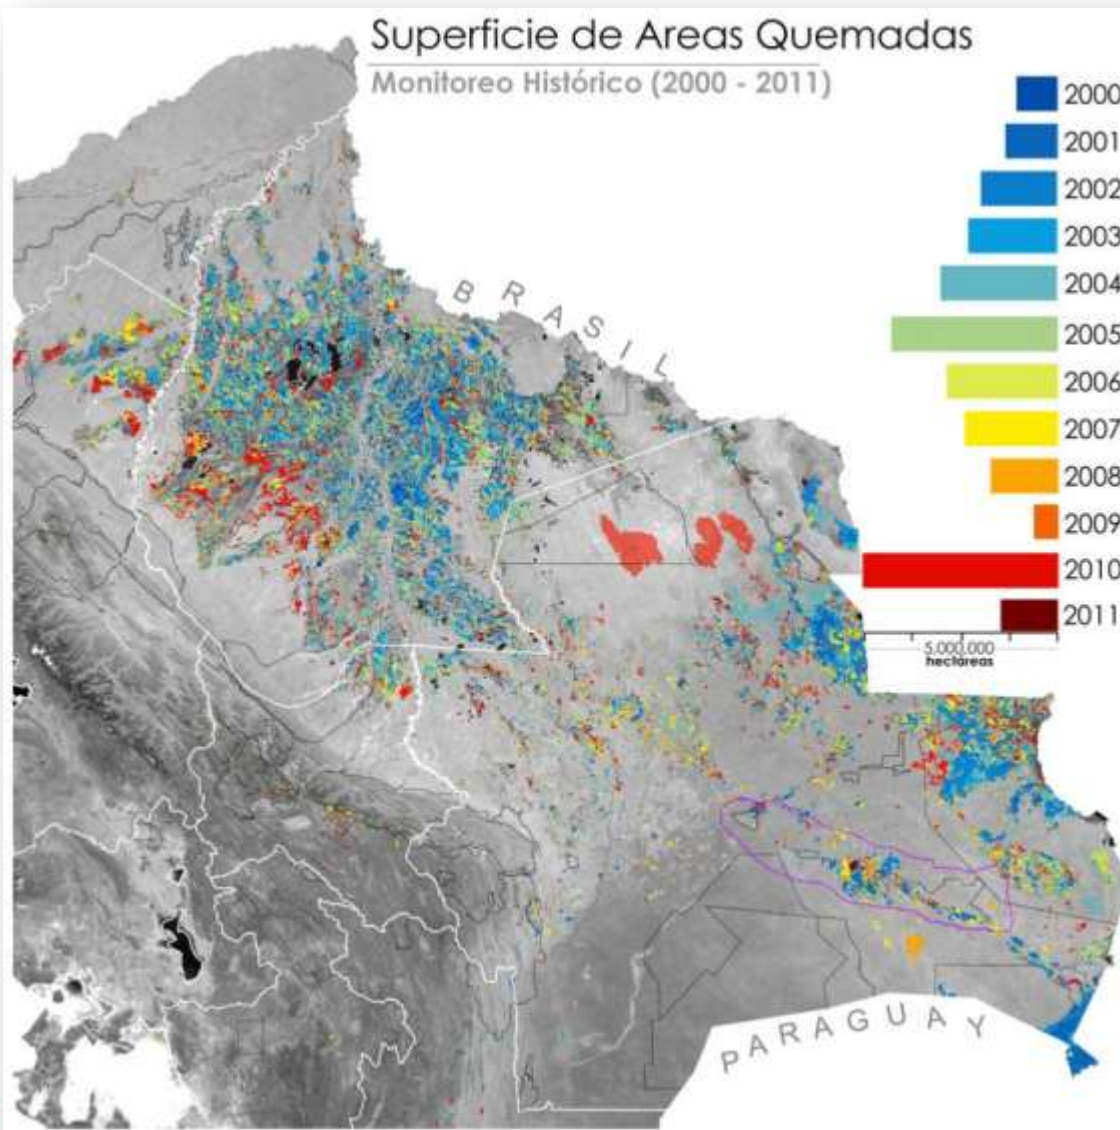 Superficie de Areas Quemadas
Monitoreo Histórico (2000 - 2011)
2000
2001
2002
2003
2004
2005
2006
2007
2008
2009
2010
2011
5.000.000
hectáreas
BRASIL
PARAGUAY